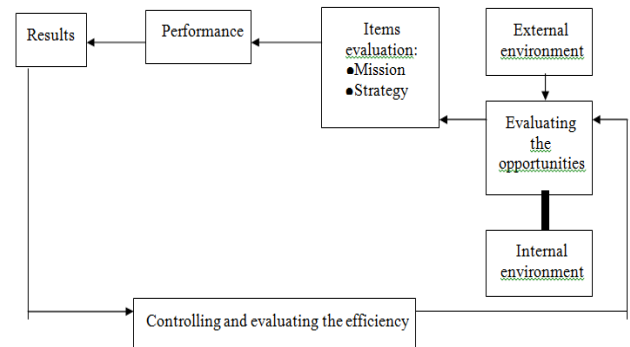 Results
Performance
Items
evaluation:
●Mission
●Strategy
External
environment
Evaluating
the
opportunities
Internal
environment
Controlling and evaluating the efficiency